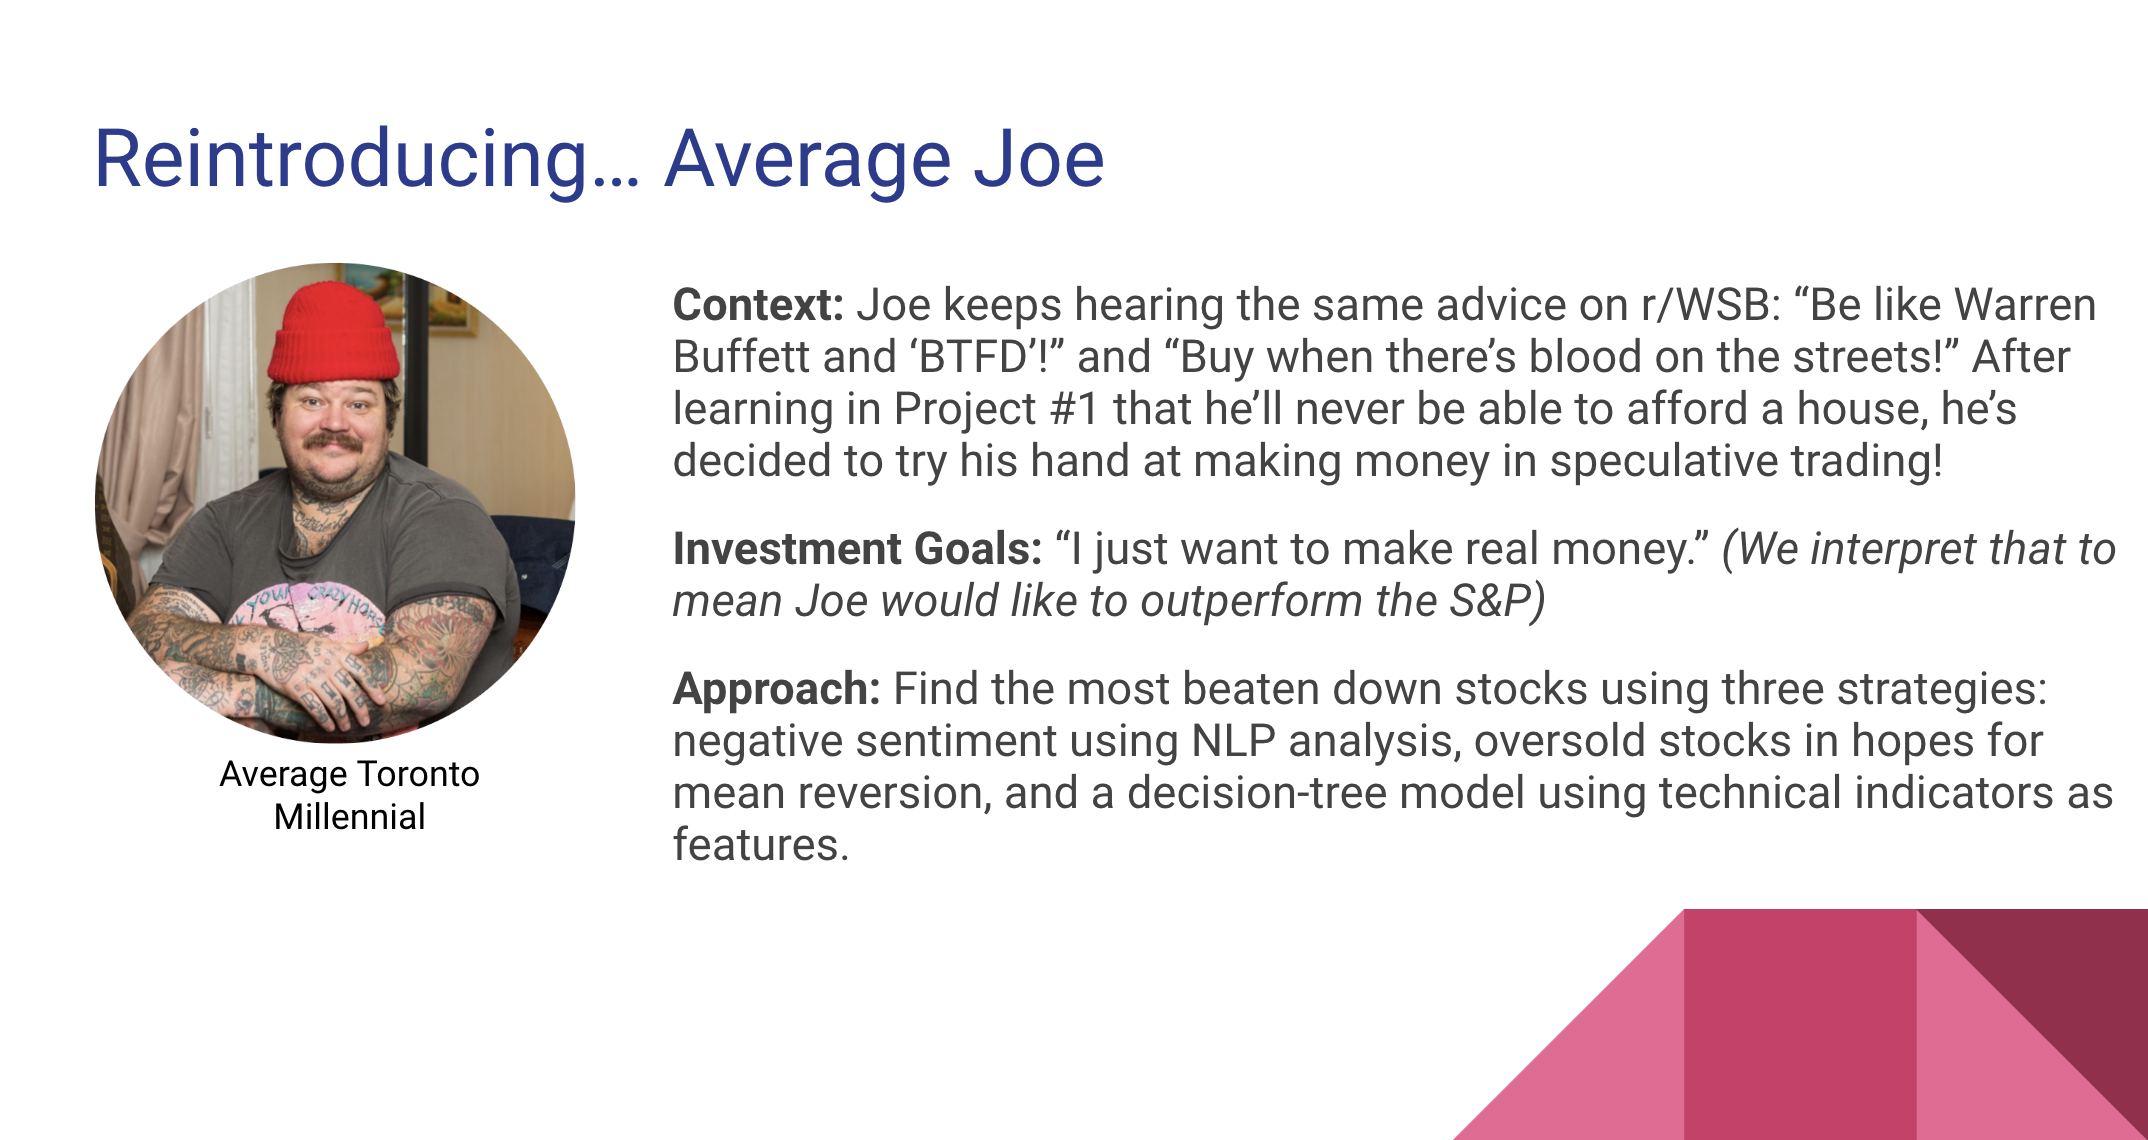 Reintroducing… Average Joe
Context: Joe keeps hearing the same advice on r/WSB: “Be like Warren
Buffett and ‘BTFD’!” and “Buy when there’s blood on the streets!” After
learning in Project #1 that he’ll never be able to afford a house, he’s
decided to try his hand at making money in speculative trading!
Investment Goals: “I just want to make real money.” (We interpret that to
mean Joe would like to outperform the S&P)
Approach: Find the most beaten down stocks using three strategies:
negative sentiment using NLP analysis, oversold stocks in hopes for
mean reversion, and a decision-tree model using technical indicators as
features.
YOUR CRAZY HORSE
Average Toronto
Millennial